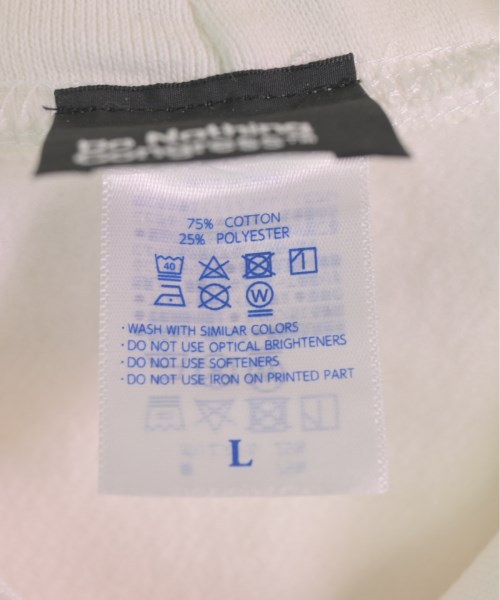 Do Nothing
Congress™
75% COTTON
25% POLYESTER
40
W
· WASH WITH SIMILAR COLORS
· DO NOT USE OPTICAL BRIGHTENERS
· DO NOT USE SOFTENERS
· DO NOT USE IRON ON PRINTED PART
L